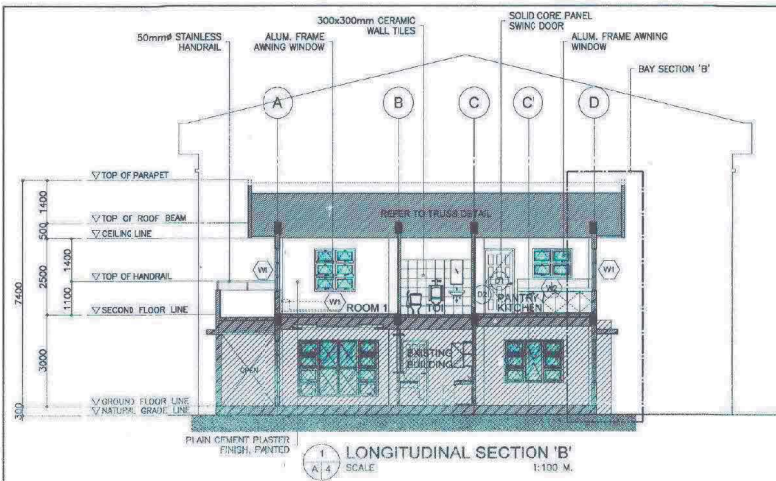 50mmø STAINLESS
HANDRAIL
ALUM. FRAME
AWNING WINDOW
300x300mm CERAMIC
WALL TILES
SOLID CORE PANEL
SWING DOOR
ALUM. FRAME AWNING
WINDOW
BAY SECTION 'B'
A
B
C
C'
D
TOP OF PARAPET
1400
TOP OF ROOF BEAM
REFER TO TRUSS DETAIL
500
CEILING LINE
1400
2500
7400
TOP OF HANDRAIL
1100
SECOND FLOOR LINE
W1
W1
W2
D2
ROOM 1
TOI
PANTRY/
KITCHEN
3000
OPEN
EXISTING
BUILDING
GROUND FLOOR LINE
NATURAL GRADE LINE
PLAIN CEMENT PLASTER
FINISH, PAINTED
1
A 4
LONGITUDINAL SECTION 'B'
SCALE
1:100 M.